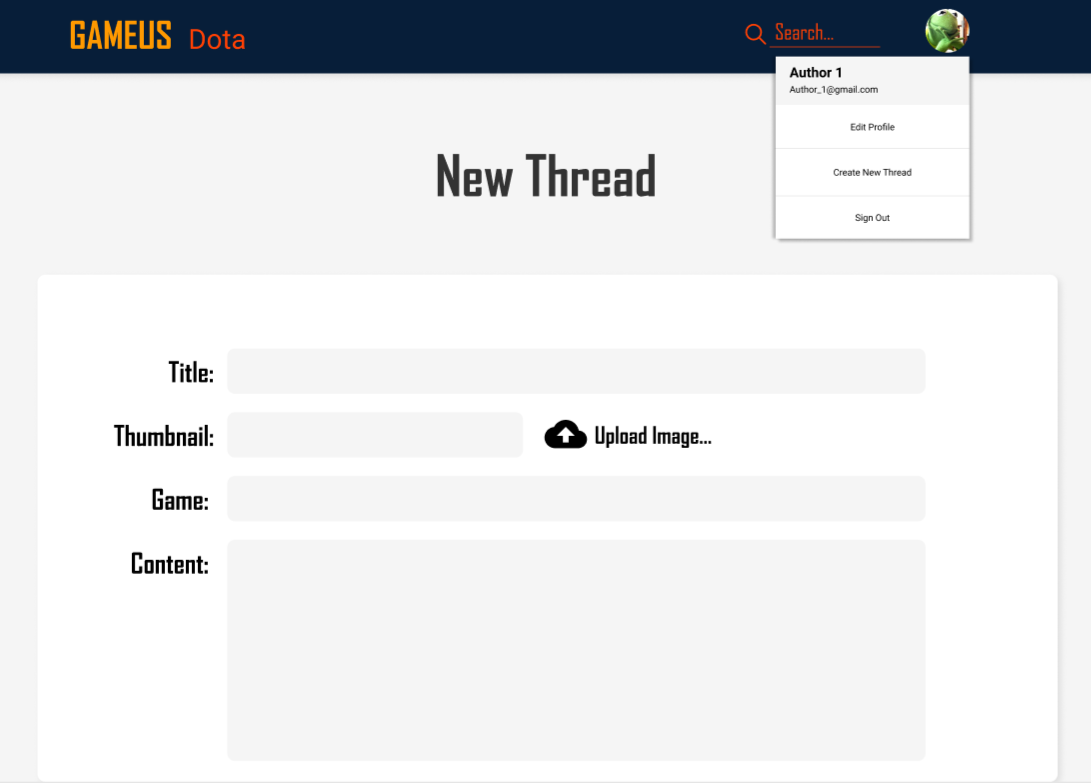 GAMEUS Dota
Search...
Author 1
Author_1@gmail.com
Edit Profile
Create New Thread
Sign Out
New Thread
Title:
Thumbnail:
Upload Image...
Game:
Content: